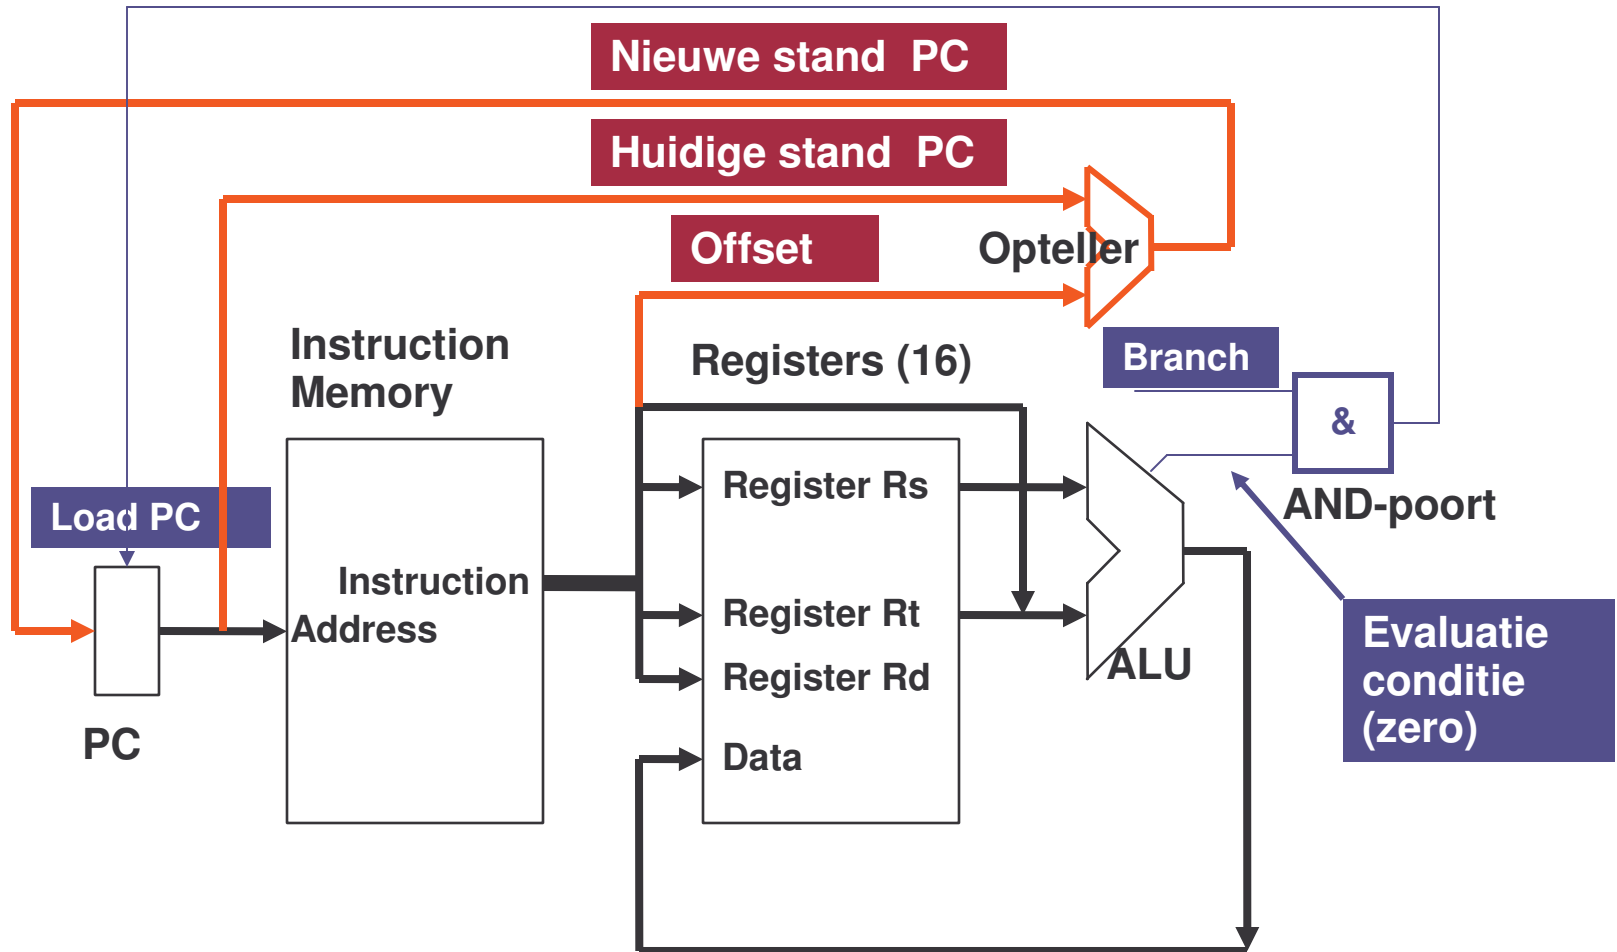 Nieuwe stand PC
Huidige stand PC
Offset
Opteller
Instruction
Memory
Registers (16)
Branch
&
AND-poort
Load PC
Register Rs
Instruction
Address
Register Rt
Register Rd
ALU
Evaluatie
conditie
(zero)
PC
Data